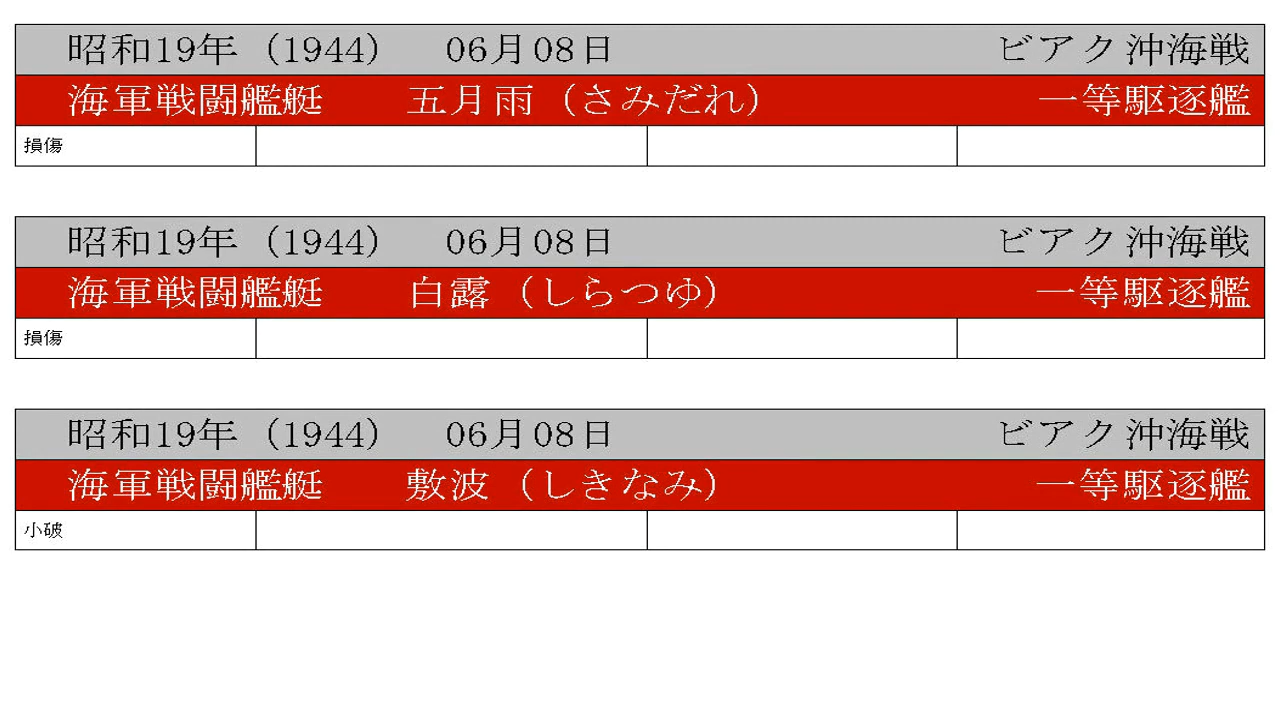 昭和19年（1944） 06月08日 ビアク沖海戦
海軍戦闘艦艇 五月雨（さみだれ） 一等駆逐艦
損傷
昭和19年（1944） 06月08日 ビアク沖海戦
海軍戦闘艦艇 白露（しらつゆ） 一等駆逐艦
損傷
昭和19年（1944） 06月08日 ビアク沖海戦
海軍戦闘艦艇 敷波（しきなみ） 一等駆逐艦
小破